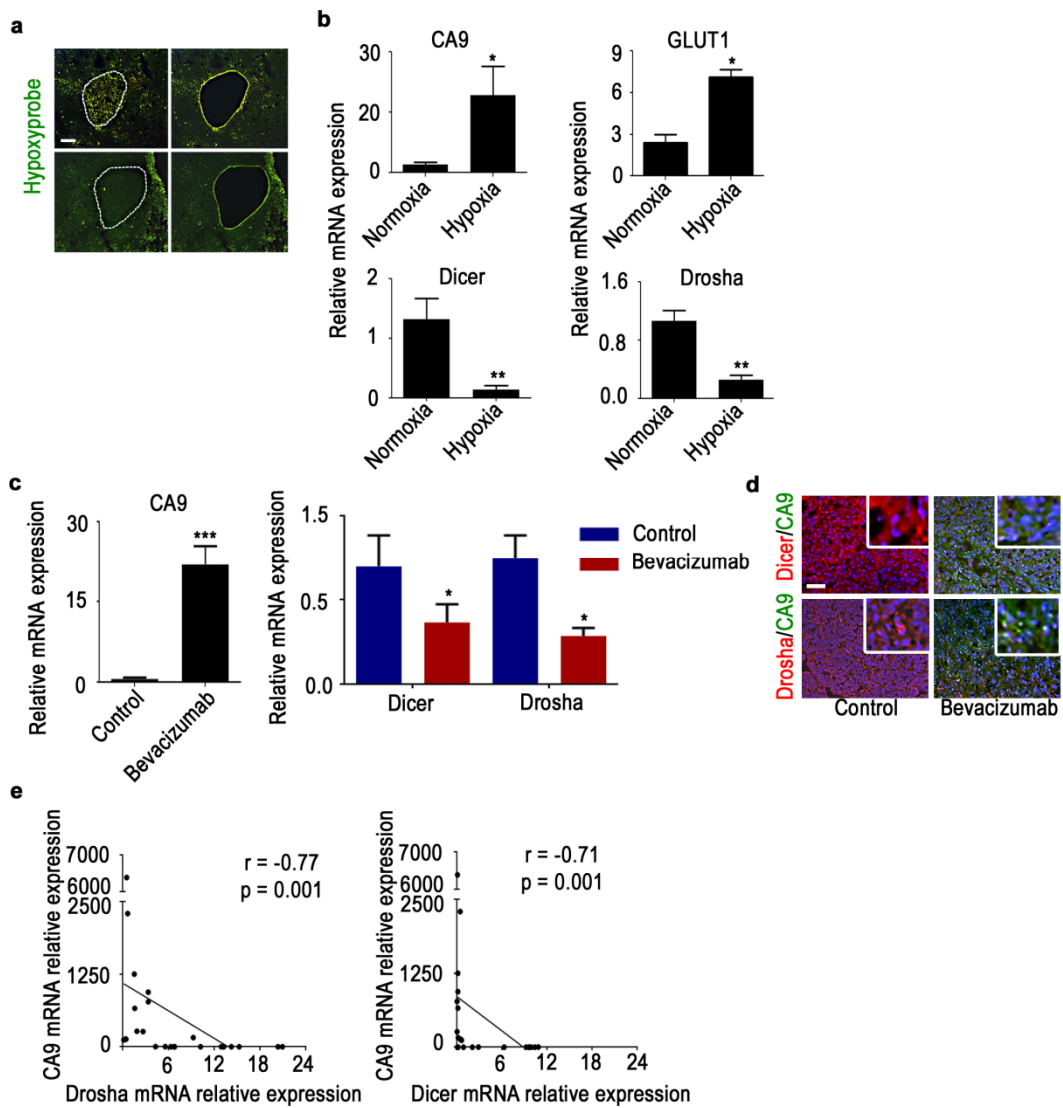 a
Hypoxyprobe
b
Relative mRNA expression
CA9
30
20
0
*
Normoxia
Hypoxia
Relative mRNA expression
GLUT1
9
6
3
0
*
Normoxia
Hypoxia
Dicer
2
1
0
**
Normoxia
Hypoxia
Drosha
1.6
0.8
0.0
**
Normoxia
Hypoxia
c
CA9
Relative mRNA expression
30
15
0
***
Control
Bevacizumab
Relative mRNA expression
1.5
0.5
0.0
*
*
Dicer
Drosha
Control
Bevacizumab
d
Dicer/CA9
Drosha/CA9
Control
Bevacizumab
e
CA9 mRNA relative expression
7000
6000
2500
1250
0
r = -0.77
p = 0.001
6 12 18 24
Drosha mRNA relative expression
CA9 mRNA relative expression
7000
6000
2500
1250
0
r = -0.71
p = 0.001
6 12 18 24
Dicer mRNA relative expression